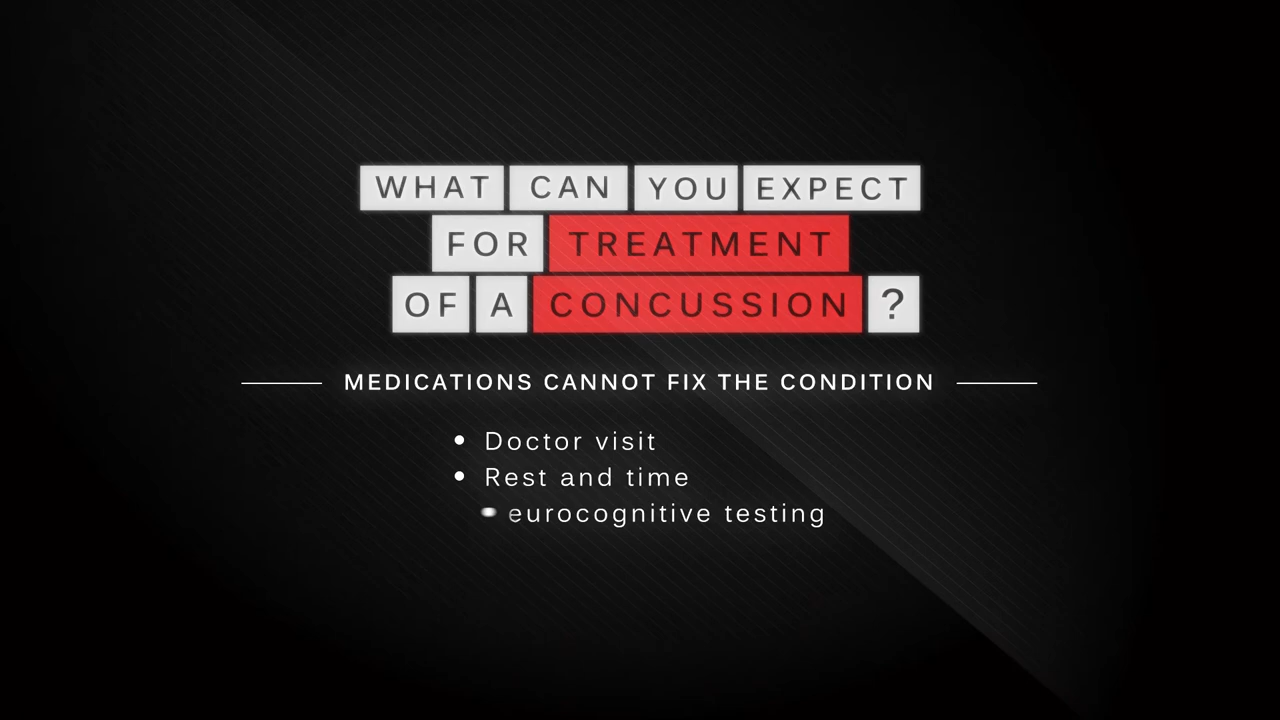 WHAT CAN YOU EXPECT
FOR TREATMENT
OF A CONCUSSION?
MEDICATIONS CANNOT FIX THE CONDITION
• Doctor visit
• Rest and time
• eurocognitive testing